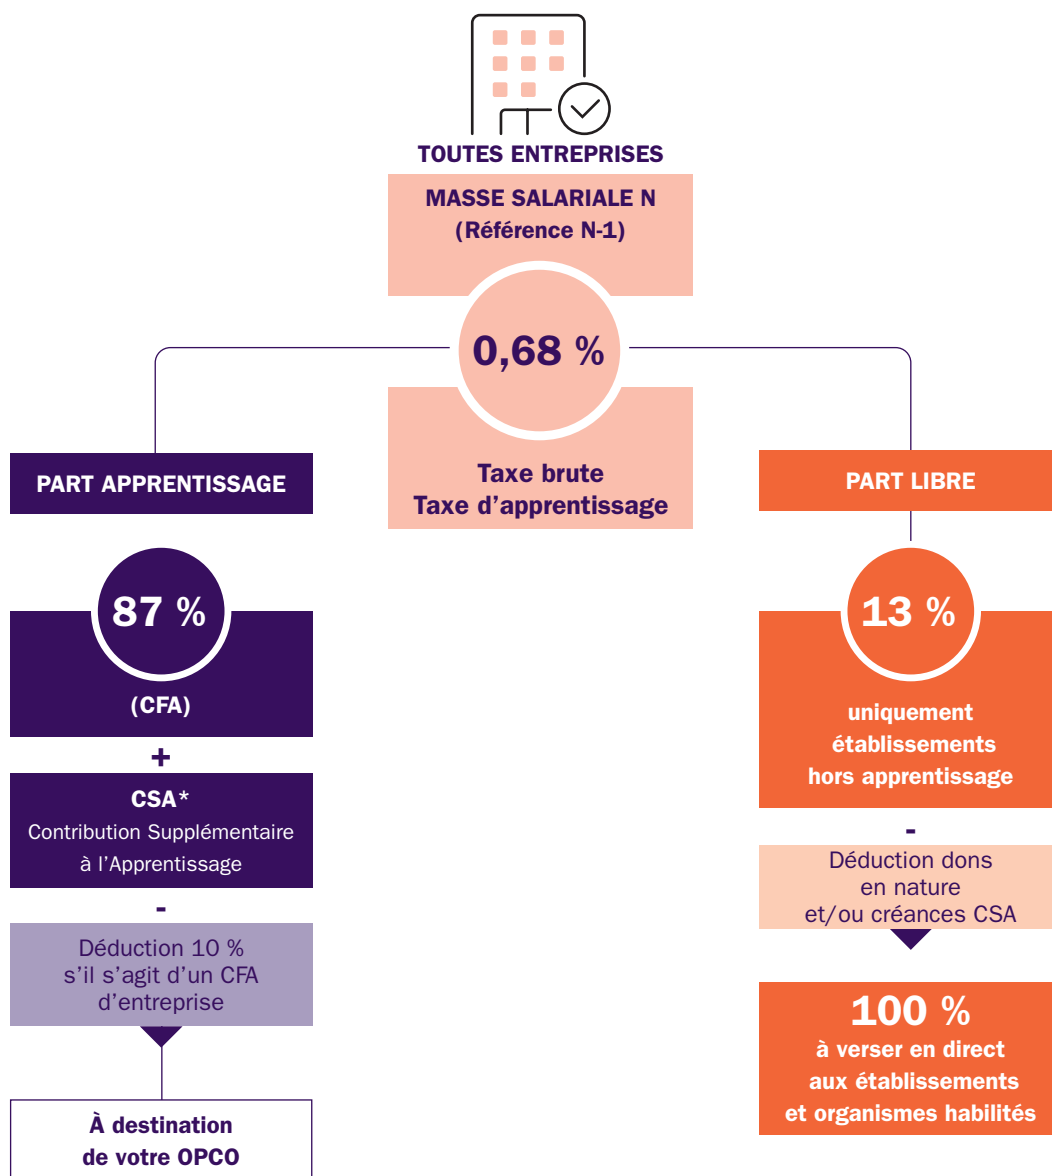 TOUTES ENTREPRISES
MASSE SALARIALE N
(Référence N-1)
0,68 %
Taxe brute
Taxe d’apprentissage
PART APPRENTISSAGE
87 %
(CFA)
+
CSA*
Contribution Supplémentaire
à l’Apprentissage
-
Déduction 10 %
s’il s’agit d’un CFA
d’entreprise
À destination
de votre OPCO
PART LIBRE
13 %
uniquement
établissements
hors apprentissage
-
Déduction dons
en nature
et/ou créances CSA
100 %
à verser en direct
aux établissements
et organismes habilités